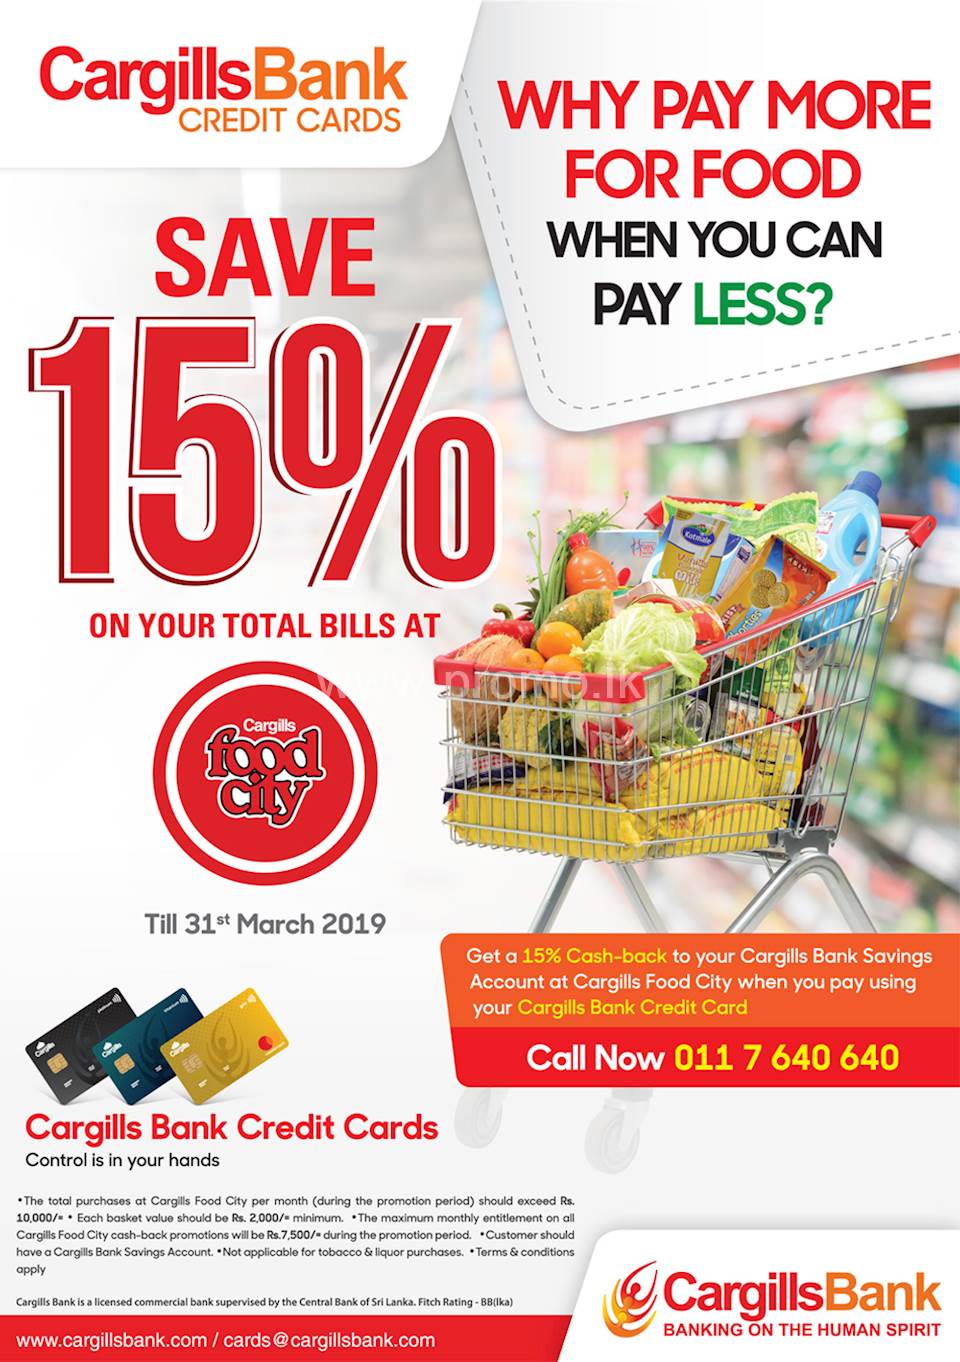 CargillsBank
CREDIT CARDS
WHY PAY MORE
FOR FOOD
WHEN YOU CAN
PAY LESS?
SAVE
15%
ON YOUR TOTAL BILLS AT
Cargills
food
city
Till 31st March 2019
www.promo.lk
Kotmale
Get a 15% Cash-back to your Cargills Bank Savings
Account at Cargills Food City when you pay using
your Cargills Bank Credit Card
Call Now 011 7 640 640
Cargills
Cargills
Cargills
Cargills Bank Credit Cards
Control is in your hands
•The total purchases at Cargills Food City per month (during the promotion period) should exceed Rs.
10,000/= • Each basket value should be Rs. 2,000/= minimum. •The maximum monthly entitlement on all
Cargills Food City cash-back promotions will be Rs.7,500/= during the promotion period. •Customer should
have a Cargills Bank Savings Account. •Not applicable for tobacco & liquor purchases. •Terms & conditions
apply
Cargills Bank is a licensed commercial bank supervised by the Central Bank of Sri Lanka. Fitch Rating - BB(lka)
www.cargillsbank.com / cards@cargillsbank.com
CargillsBank
BANKING ON THE HUMAN SPIRIT